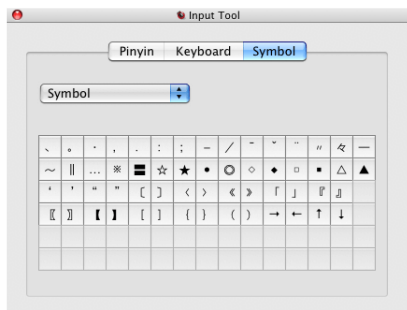 Input Tool
Pinyin Keyboard Symbol
Symbol
、 。 · , . : ; – / ˉ ˇ ¨ 〃 々 —
～ ‖ … ※ 〓 ☆ ★ ● ◎ ◇ ◆ □ ■ △ ▲
‘ ’ “ ” 〔 〕 〈 〉 《 》 「 」 『 』
〖 〗 【 】 [ ] { } ( ) → ← ↑ ↓